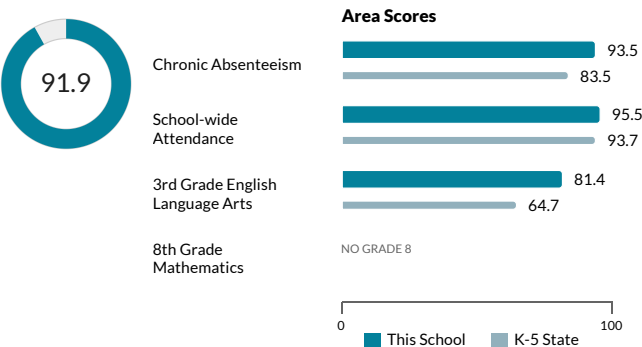 Area Scores
91.9
Chronic Absenteeism
93.5
83.5
School-wide
Attendance
95.5
93.7
3rd Grade English
Language Arts
81.4
64.7
8th Grade
Mathematics
NO GRADE 8
0
100
This School
K-5 State